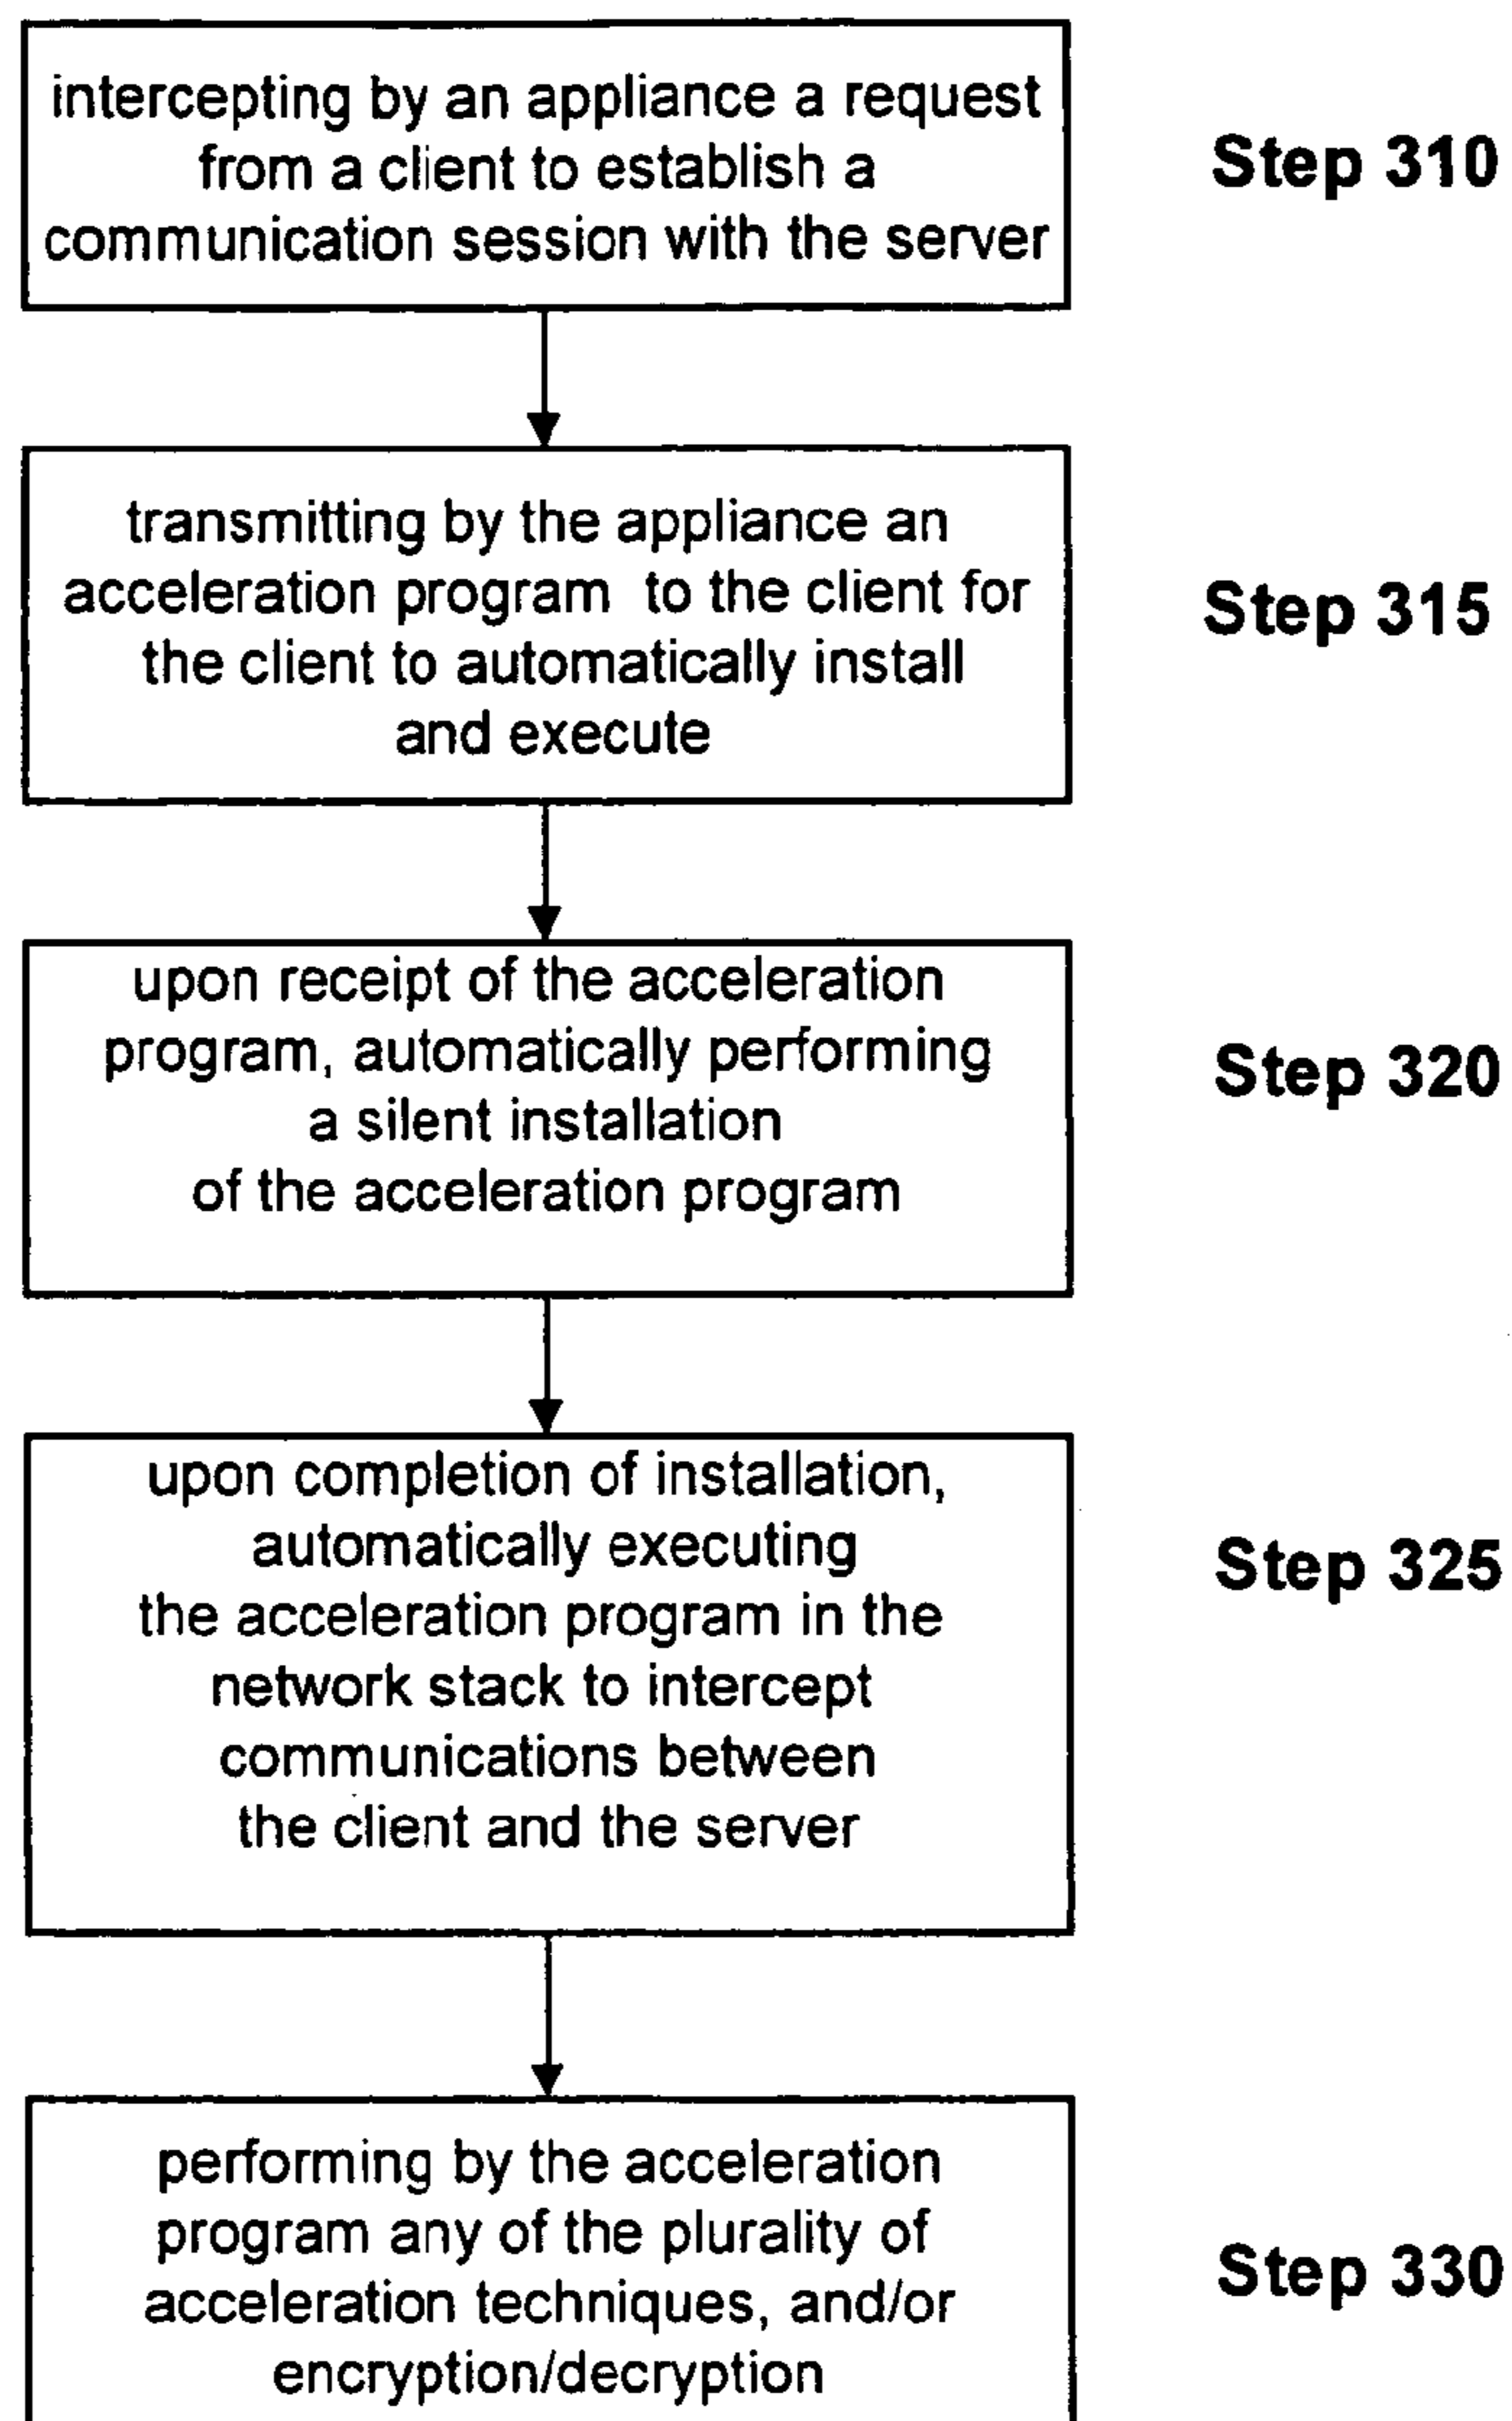 intercepting by an appliance a request
from a client to establish a
communication session with the server
Step 310
transmitting by the appliance an
acceleration program to the client for
the client to automatically install
and execute
Step 315
upon receipt of the acceleration
program, automatically performing
a silent installation
of the acceleration program
Step 320
upon completion of installation,
automatically executing
the acceleration program in the
network stack to intercept
communications between
the client and the server
Step 325
performing by the acceleration
program any of the plurality of
acceleration techniques, and/or
encryption/decryption
Step 330